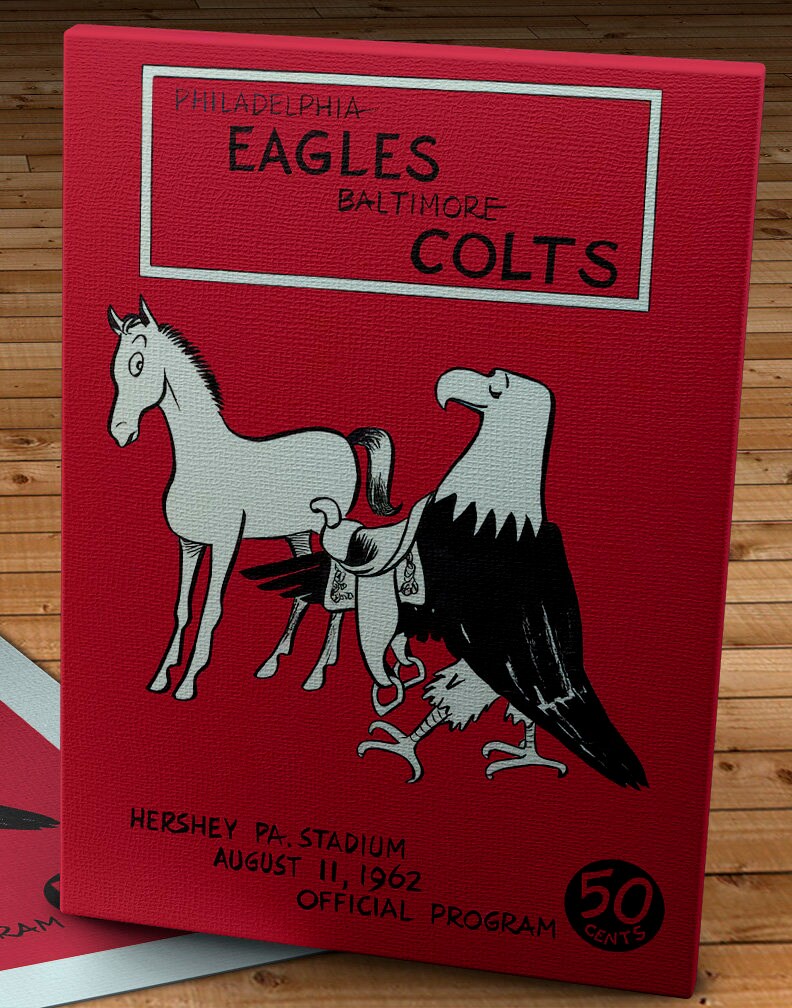 PHILADELPHIA
EAGLES
BALTIMORE
COLTS
HERSHEY PA. STADIUM
AUGUST 11, 1962
OFFICIAL PROGRAM
50
CENTS
RAM